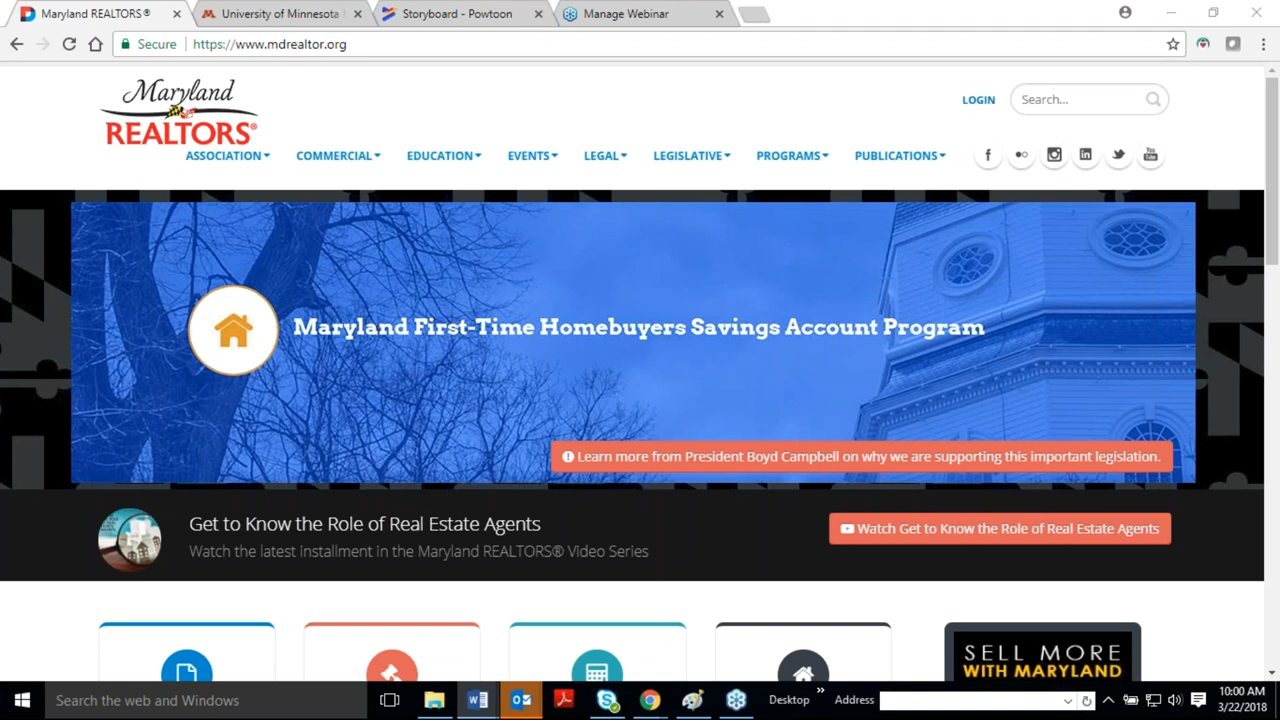 Maryland REALTORS®
University of Minnesota
Storyboard - Powtoon
Manage Webinar
Secure
https://www.mdrealtor.org
Maryland
REALTORS®
LOGIN
Search...
ASSOCIATION
COMMERCIAL
EDUCATION
EVENTS
LEGAL
LEGISLATIVE
PROGRAMS
PUBLICATIONS
You
Tube
Maryland First-Time Homebuyers Savings Account Program
Learn more from President Boyd Campbell on why we are supporting this important legislation.
Get to Know the Role of Real Estate Agents
Watch the latest installment in the Maryland REALTORS® Video Series
Watch Get to Know the Role of Real Estate Agents
SELL MORE
WITH MARYLAND
Search the web and Windows
Desktop
Address
10:00 AM
3/22/2018